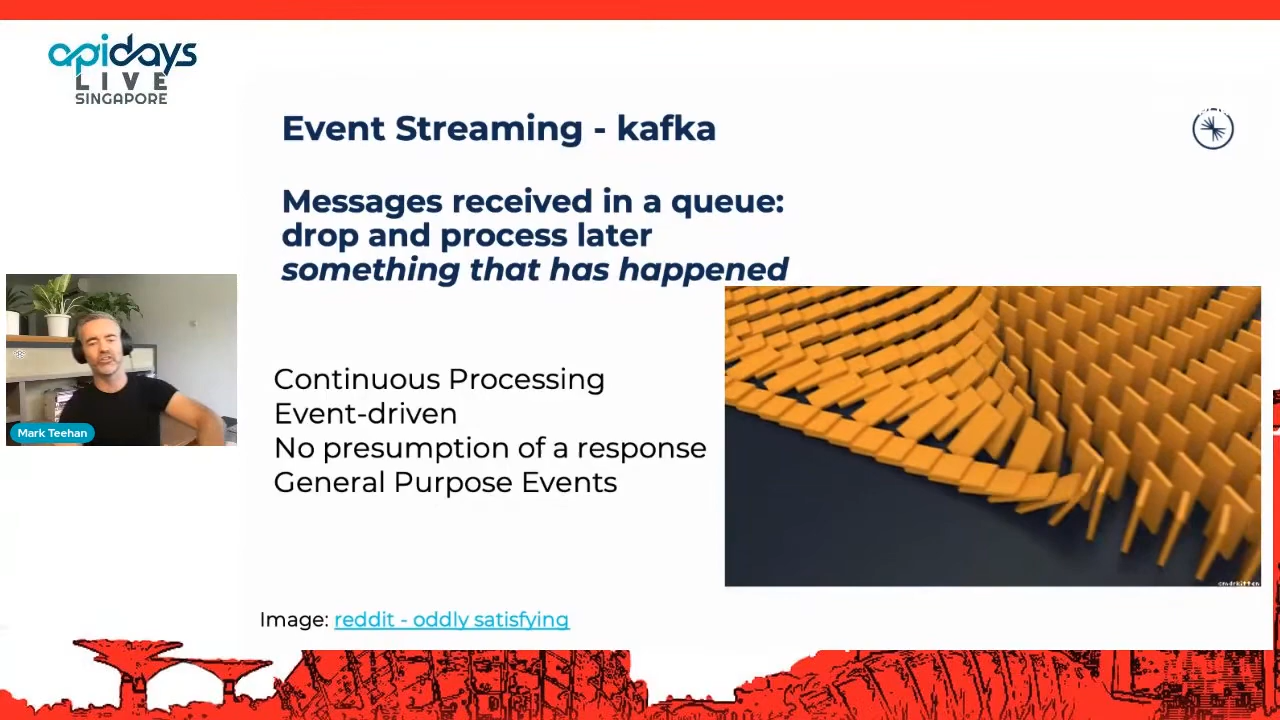 apidays
LIVE
SINGAPORE
Event Streaming - kafka
Messages received in a queue:
drop and process later
something that has happened
Mark Teehan
Continuous Processing
Event-driven
No presumption of a response
General Purpose Events
Image: reddit - oddly satisfying